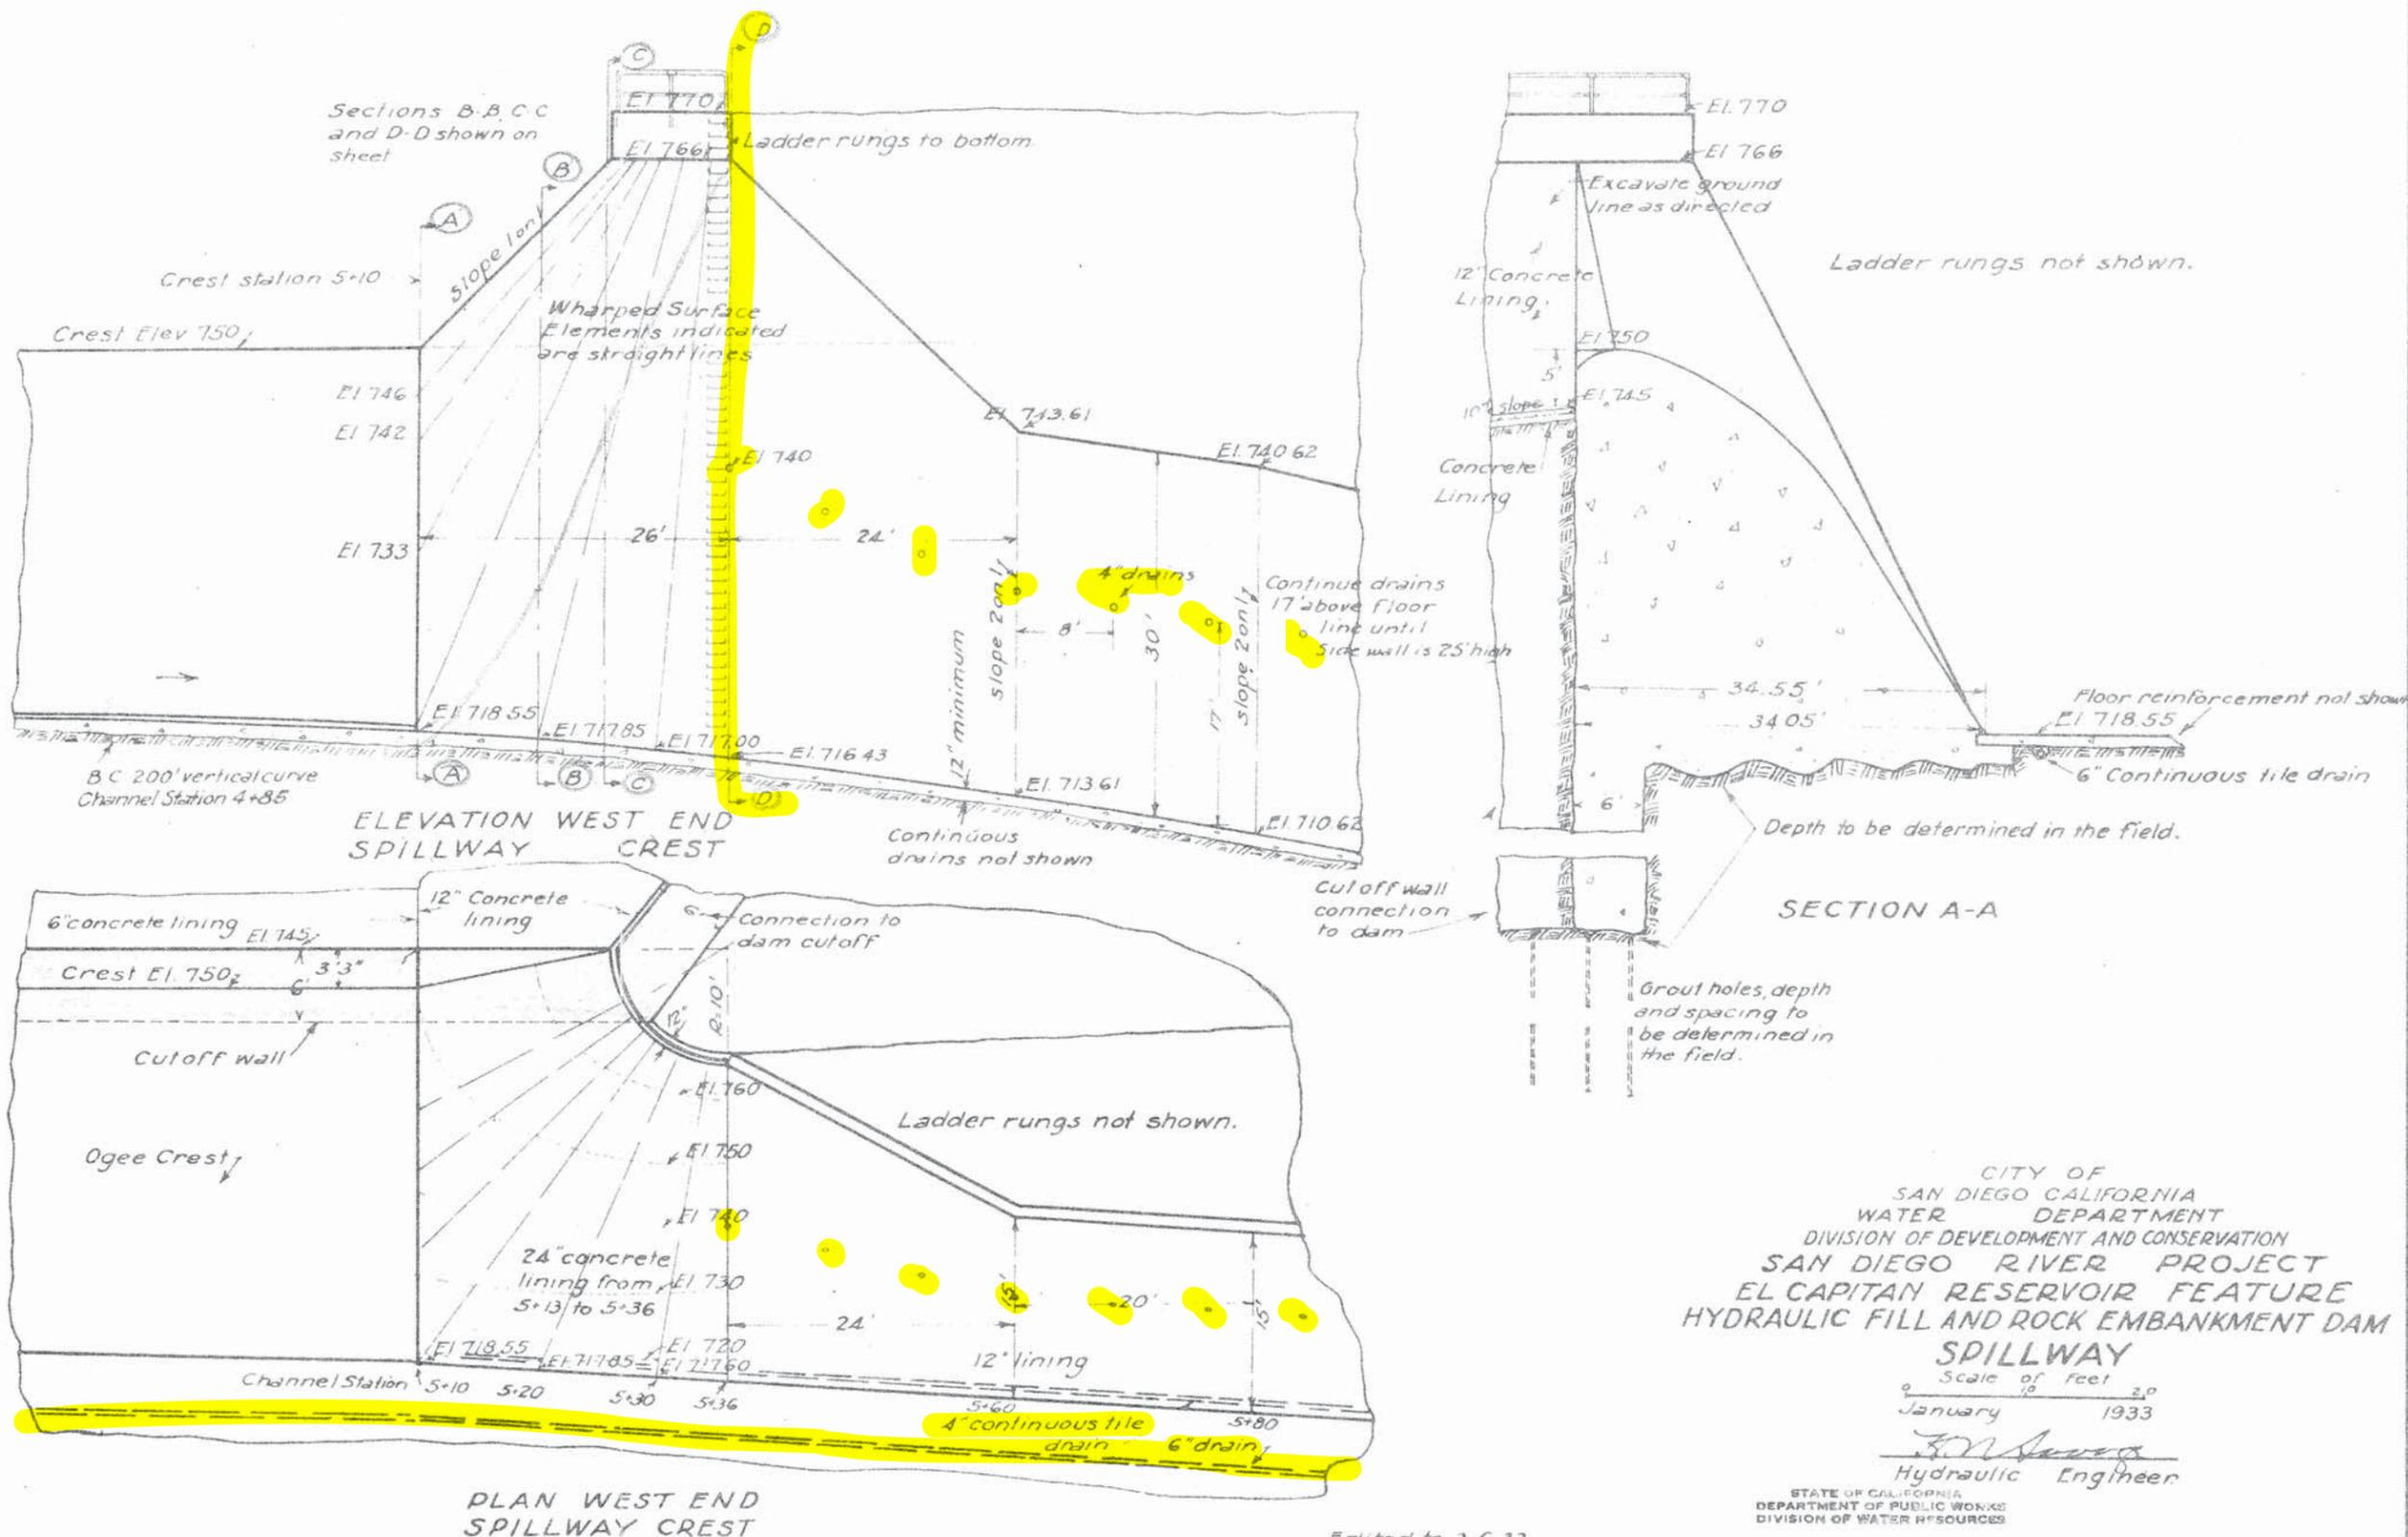 Sections B-B, C-C
and D-D shown on
sheet
C
D
El 770
El 766
Ladder rungs to bottom
B
A
Slope 1 on 1
Crest station 5+10
Crest Elev 750
Wharped Surface
Elements indicated
are straight lines
El 746
El 742
El 733
El 740
26'
24'
El 743.61
El. 740 62
4" drains
8'
slope 2 on 1/2
30'
17'
slope 2 on 1/2
12" minimum
Continue drains
17' above floor
line until
Side wall is 25' high
El 718 55
El 717 85
El 717.00
El. 716 43
El 713 61
El 710.62
A
B
C
D
B C 200' vertical curve
Channel Station 4+85
Continuous
drains not shown
ELEVATION WEST END
SPILLWAY CREST
El. 770
El 766
Excavate ground
line as directed
Ladder rungs not shown.
12" Concrete
Lining.
El 750
5'
El 745
slope
Concrete
Lining
34.55'
34 05'
Floor reinforcement not shown
El 718.55
6" Continuous tile drain
6'
Depth to be determined in the field.
Cutoff wall
connection
to dam
SECTION A-A
Grout holes, depth
and spacing to
be determined in
the field.
6" concrete lining
El 745
12" Concrete
lining
6
Connection to
dam cutoff
Crest El. 750
3'3"
6'
R=10'
12"
Cutoff wall
El. 760
Ladder rungs not shown.
Ogee Crest
El 750
El 740
24" concrete
lining from
5+13 to 5+36
El 730
24'
15'
20'
15'
El 718.55
El 717 85
El 720
El 717 60
12" lining
Channel Station
5+10
5+20
5+30
5+36
5+60
5+80
4" continuous tile
drain
6" drain
PLAN WEST END
SPILLWAY CREST
CITY OF
SAN DIEGO CALIFORNIA
WATER DEPARTMENT
DIVISION OF DEVELOPMENT AND CONSERVATION
SAN DIEGO RIVER PROJECT
EL CAPITAN RESERVOIR FEATURE
HYDRAULIC FILL AND ROCK EMBANKMENT DAM
SPILLWAY
Scale of Feet
0 10 20
January 1933
Hydraulic Engineer
STATE OF CALIFORNIA
DEPARTMENT OF PUBLIC WORKS
DIVISION OF WATER RESOURCES